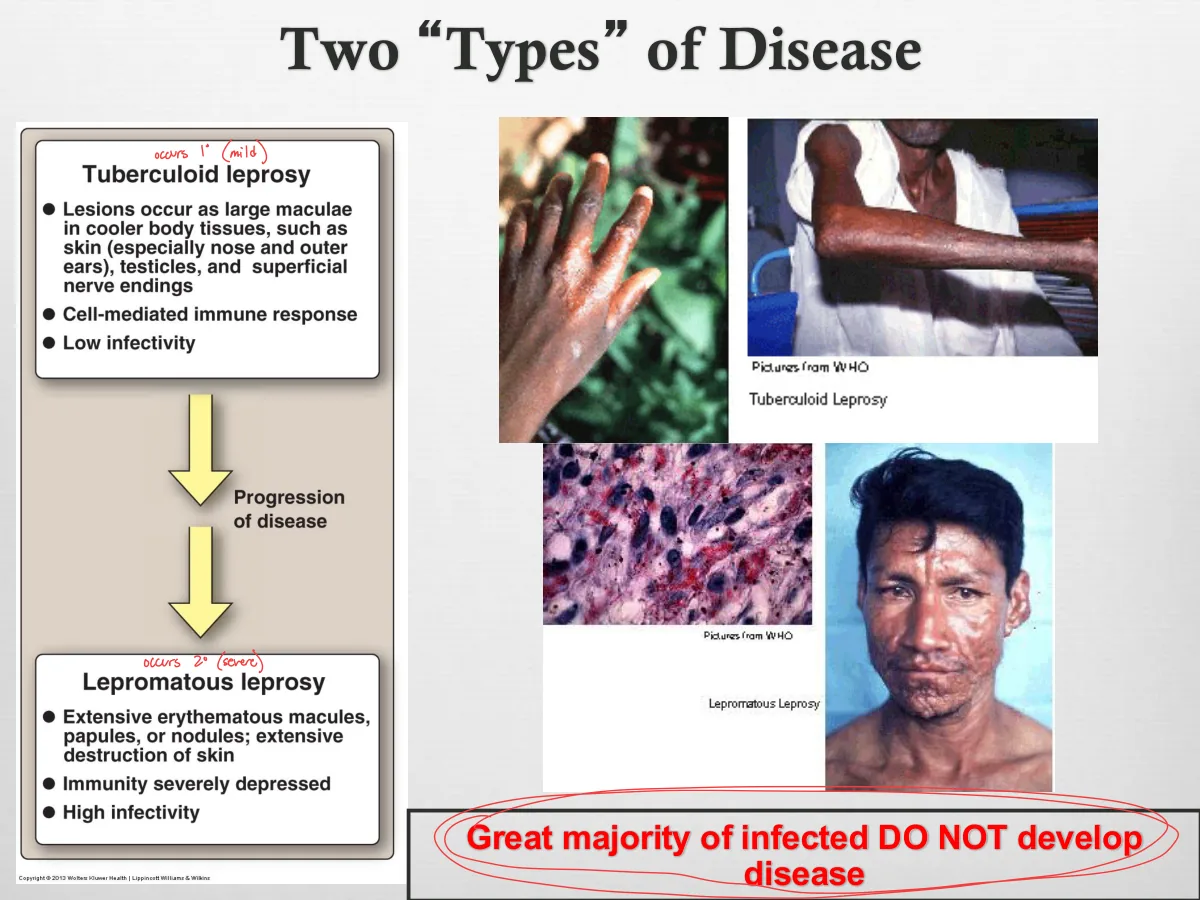 Two “Types” of Disease
occurs 1° (mild)
Tuberculoid leprosy
● Lesions occur as large maculae
in cooler body tissues, such as
skin (especially nose and outer
ears), testicles, and superficial
nerve endings
● Cell-mediated immune response
● Low infectivity
Progression
of disease
occurs 2° (severe)
Lepromatous leprosy
● Extensive erythematous macules,
papules, or nodules; extensive
destruction of skin
● Immunity severely depressed
● High infectivity
Copyright © 2013 Wolters Kluwer Health | Lippincott Williams & Wilkins
Pictures from WHO
Tuberculoid Leprosy
Pictures from WHO
Lepromatous Leprosy
Great majority of infected DO NOT develop
disease